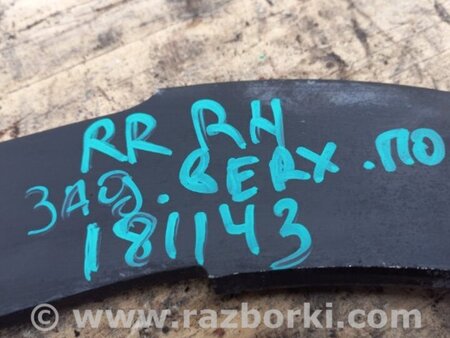 RR RH
зад. верх. ПО
181143
© www.razborki.com